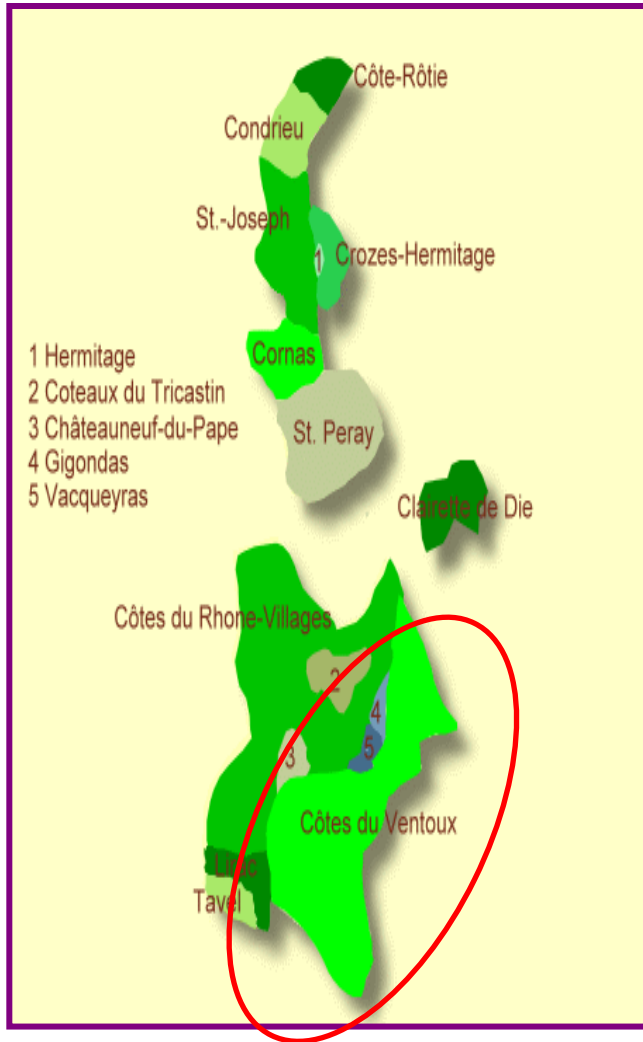 Côte-Rôtie
Condrieu
St.-Joseph
1
Crozes-Hermitage
Cornas
1 Hermitage
2 Coteaux du Tricastin
3 Châteauneuf-du-Pape
4 Gigondas
5 Vacqueyras
St. Peray
Clairette de Die
Côtes du Rhone-Villages
2
4
5
3
Côtes du Ventoux
Lirac
Tavel